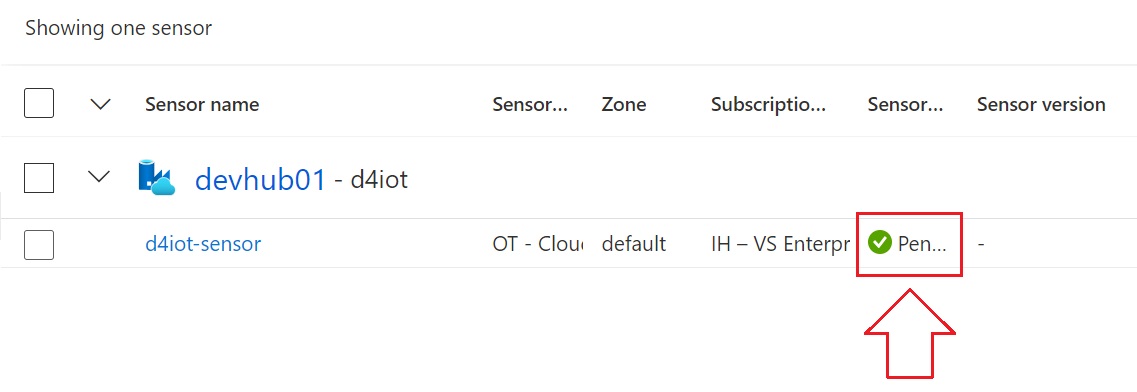 Showing one sensor
Sensor name Sensor... Zone Subscriptio... Sensor... Sensor version
devhub01 - d4iot
d4iot-sensor OT - Clou default IH – VS Enterpr Pen... -